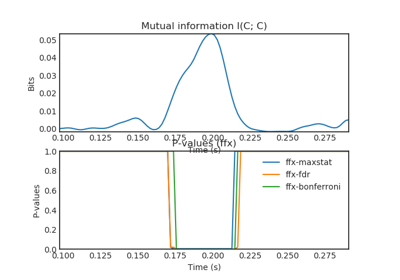 Mutual information I(C; C)
0.05
0.04
0.03
0.02
0.01
0.00
Bits
0.100 0.125 0.150 0.175 0.200 0.225 0.250 0.275
Time (s)
P-values (ffx)
1.0
0.8
0.6
0.4
0.2
0.0
P-values
ffx-maxstat
ffx-fdr
ffx-bonferroni
0.100 0.125 0.150 0.175 0.200 0.225 0.250 0.275
Time (s)